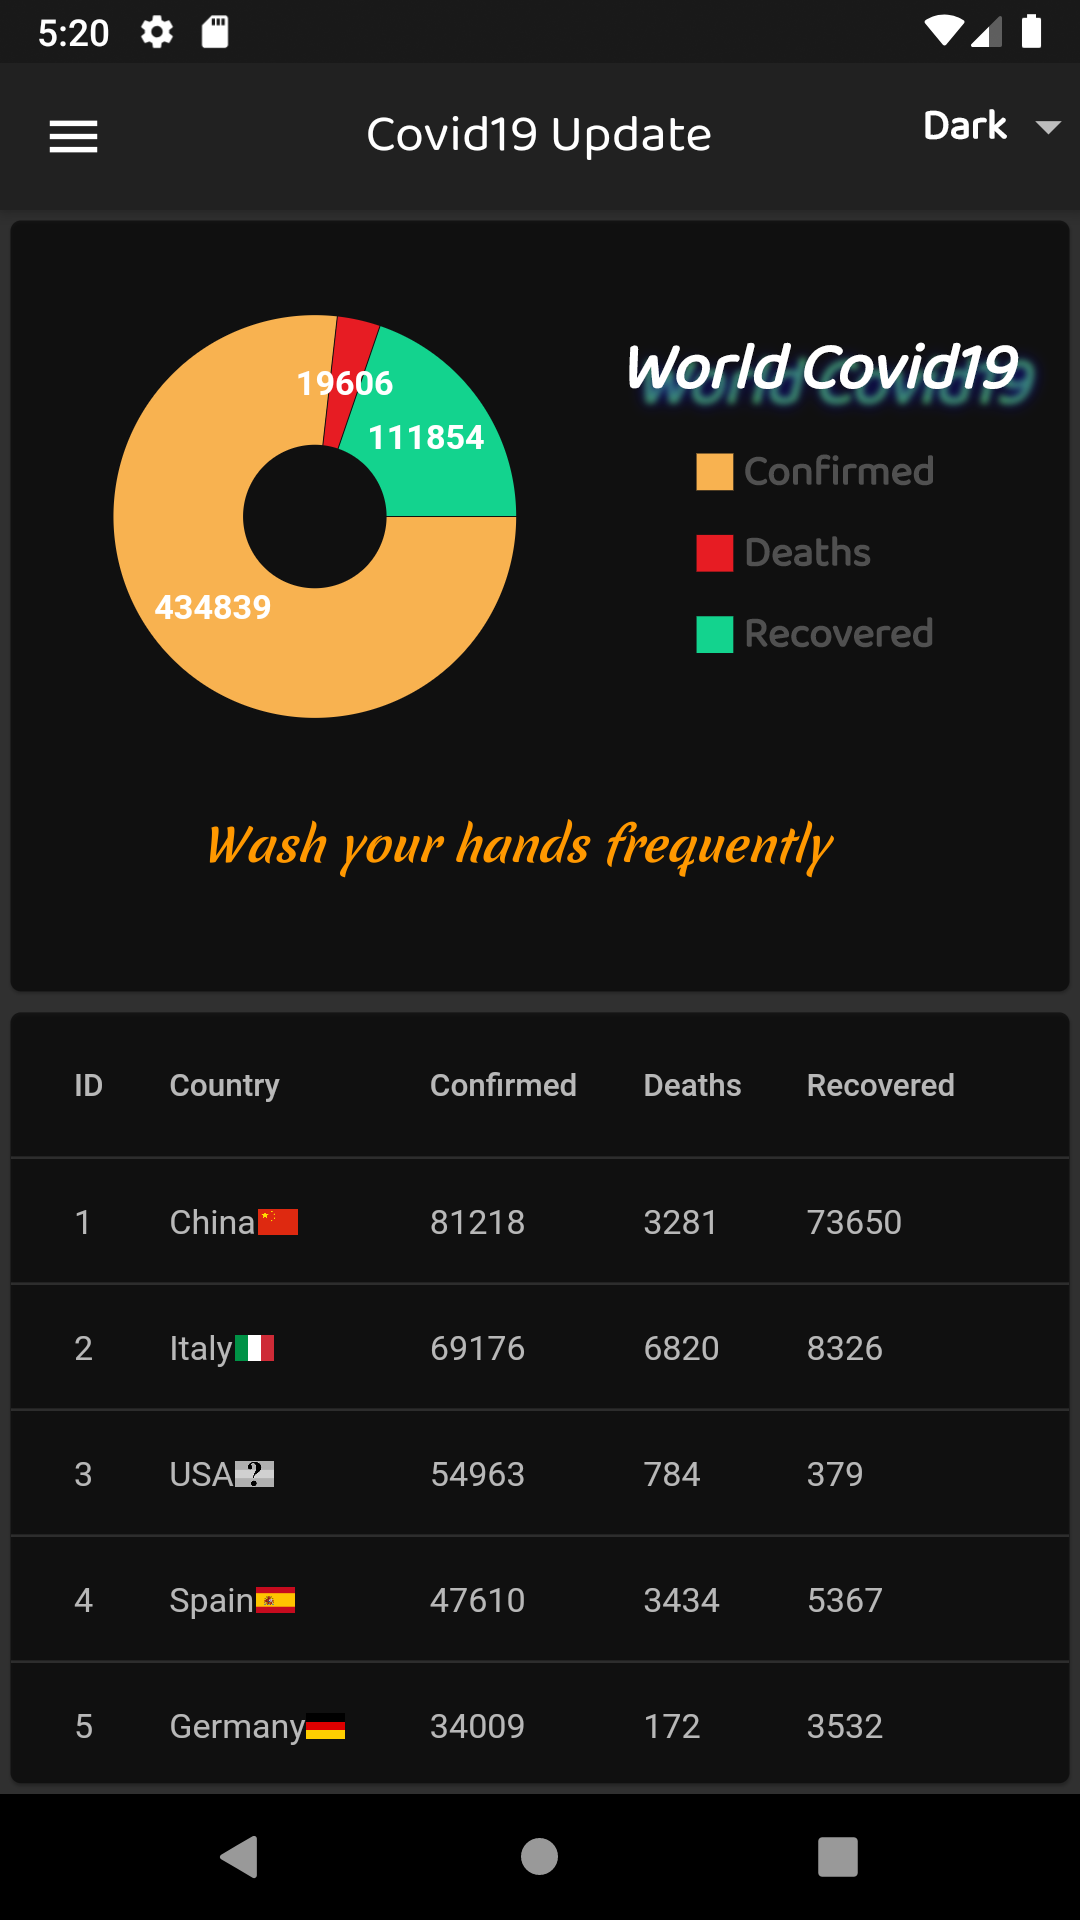 5:20
Covid19 Update
Dark
World Covid19
19606
111854
434839
Confirmed
Deaths
Recovered
Wash your hands frequently
ID Country Confirmed Deaths Recovered
1 China 81218 3281 73650
2 Italy 69176 6820 8326
3 USA ? 54963 784 379
4 Spain 47610 3434 5367
5 Germany 34009 172 3532